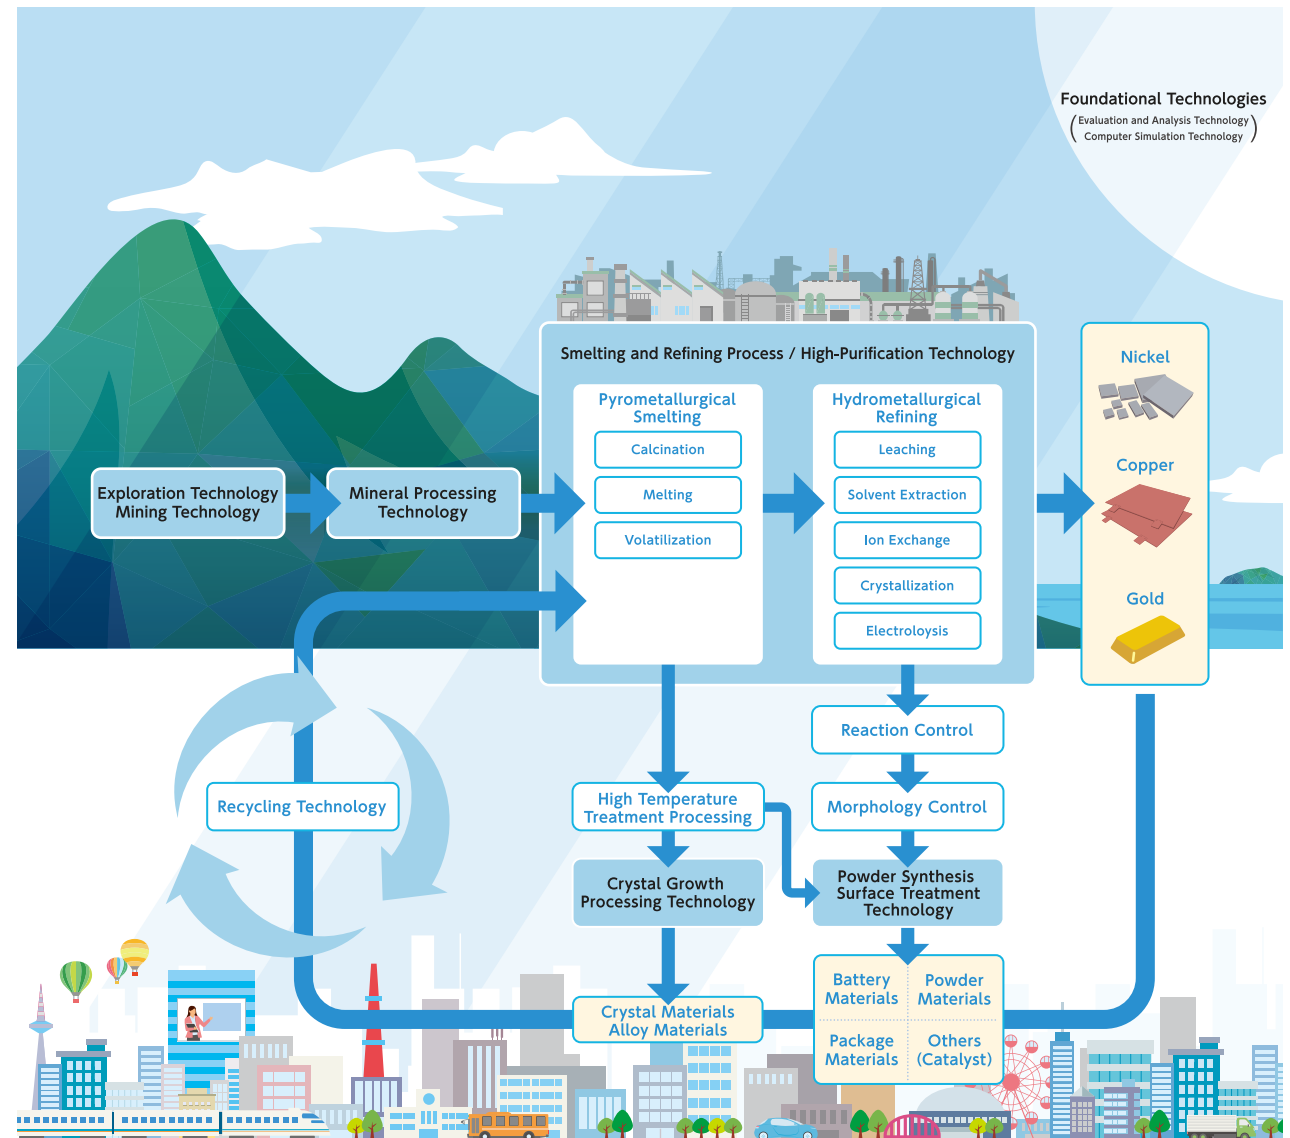 Foundational Technologies
(Evaluation and Analysis Technology
Computer Simulation Technology)
Smelting and Refining Process / High-Purification Technology
Pyrometallurgical
Smelting
Calcination
Melting
Volatilization
Hydrometallurgical
Refining
Leaching
Solvent Extraction
Ion Exchange
Crystallization
Electroloysis
Nickel
Copper
Gold
Exploration Technology
Mining Technology
Mineral Processing
Technology
Reaction Control
Recycling Technology
High Temperature
Treatment Processing
Morphology Control
Crystal Growth
Processing Technology
Powder Synthesis
Surface Treatment
Technology
Crystal Materials
Alloy Materials
Battery
Materials
Powder
Materials
Package
Materials
Others
(Catalyst)